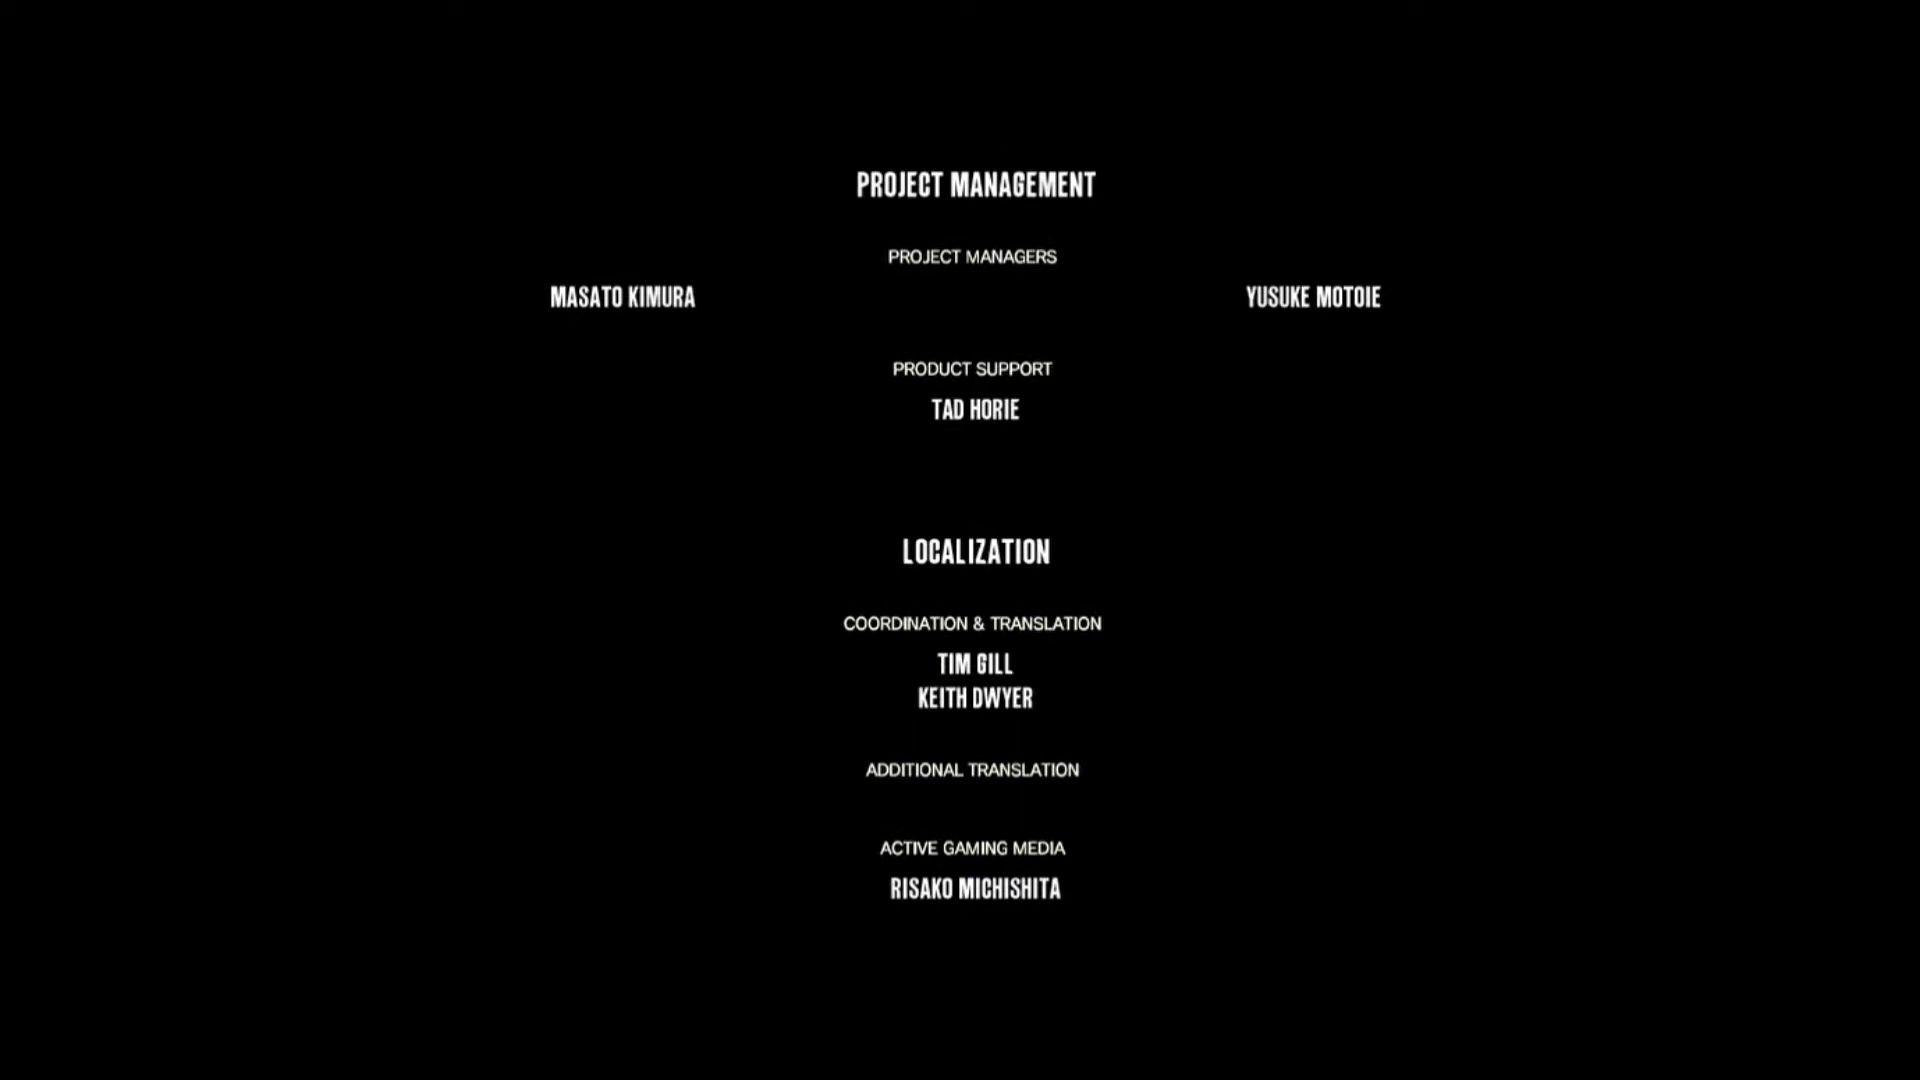 PROJECT MANAGEMENT
PROJECT MANAGERS
MASATO KIMURA
YUSUKE MOTOIE
PRODUCT SUPPORT
TAD HORIE
LOCALIZATION
COORDINATION & TRANSLATION
TIM GILL
KEITH DWYER
ADDITIONAL TRANSLATION
ACTIVE GAMING MEDIA
RISAKO MICHISHITA